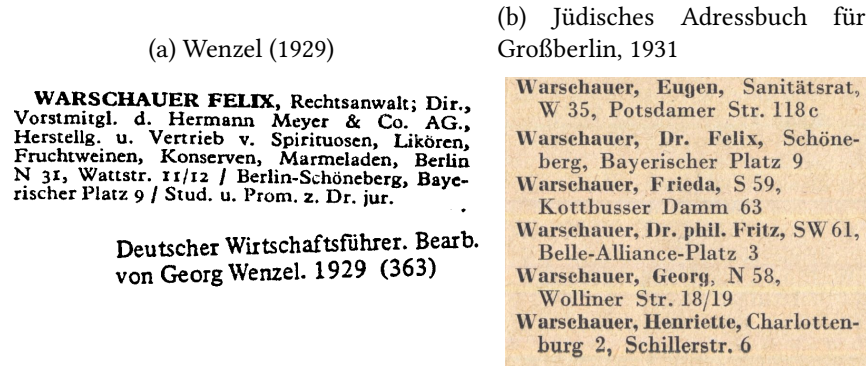 (a) Wenzel (1929)
WARSCHAUER FELIX, Rechtsanwalt; Dir.,
Vorstmitgl. d. Hermann Meyer & Co. AG.,
Herstellg. u. Vertrieb v. Spirituosen, Likören,
Fruchtweinen, Konserven, Marmeladen, Berlin
N 31, Wattstr. 11/12 / Berlin-Schöneberg, Baye-
rischer Platz 9 / Stud. u. Prom. z. Dr. jur.
Deutscher Wirtschaftsführer. Bearb.
von Georg Wenzel. 1929 (363)
(b) Jüdisches Adressbuch für
Großberlin, 1931
Warschauer, Eugen, Sanitätsrat,
W 35, Potsdamer Str. 118c
Warschauer, Dr. Felix, Schöne-
berg, Bayerischer Platz 9
Warschauer, Frieda, S 59,
Kottbusser Damm 63
Warschauer, Dr. phil. Fritz, SW 61,
Belle-Alliance-Platz 3
Warschauer, Georg, N 58,
Wolliner Str. 18/19
Warschauer, Henriette, Charlotten-
burg 2, Schillerstr. 6